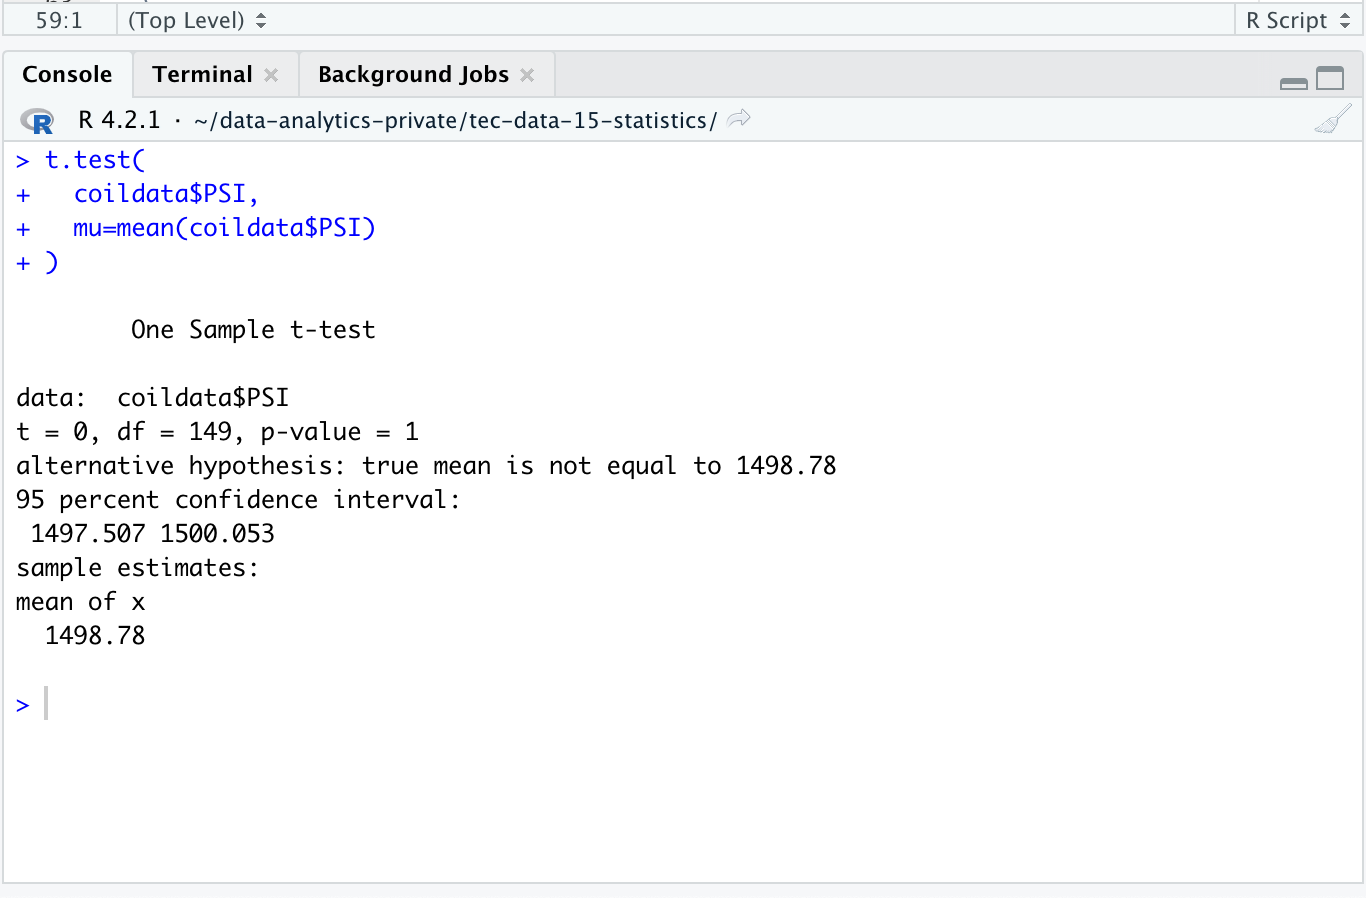 59:1 (Top Level) R Script
Console Terminal Background Jobs
R R 4.2.1 · ~/data-analytics-private/tec-data-15-statistics/
> t.test(
+   coildata$PSI,
+   mu=mean(coildata$PSI)
+ )
One Sample t-test
data:  coildata$PSI
t = 0, df = 149, p-value = 1
alternative hypothesis: true mean is not equal to 1498.78
95 percent confidence interval:
1497.507 1500.053
sample estimates:
mean of x
1498.78
>